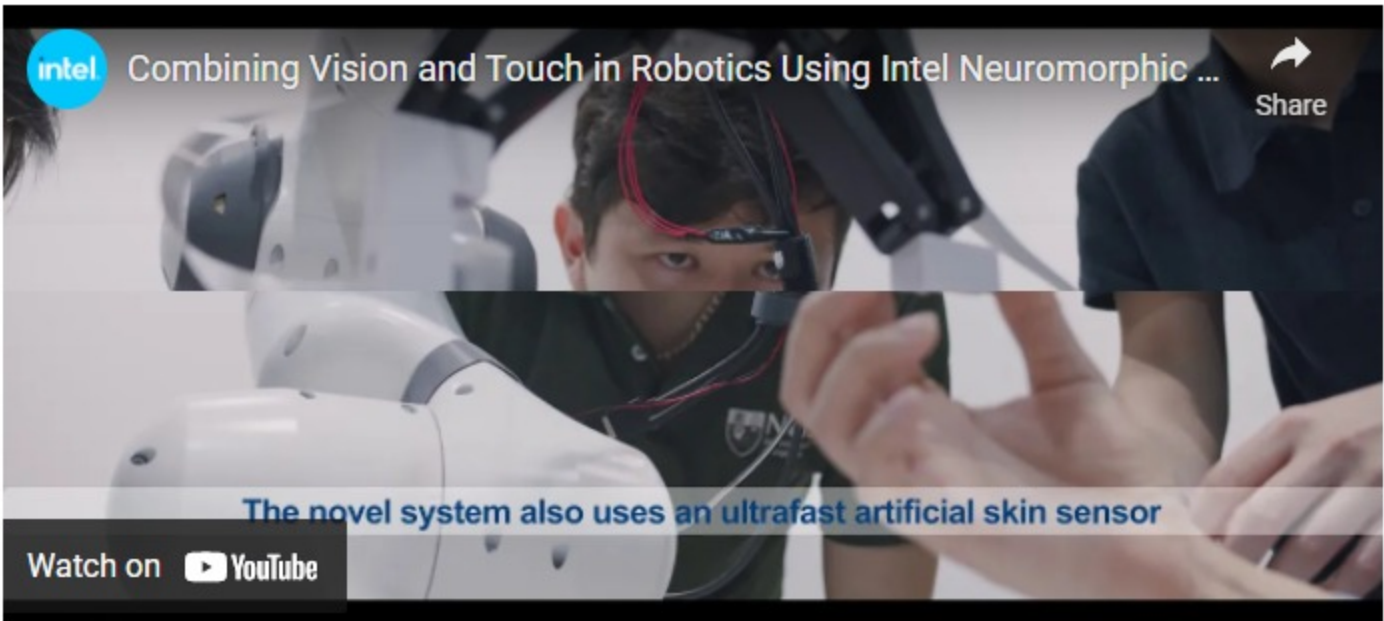 intel
Combining Vision and Touch in Robotics Using Intel Neuromorphic ...
Share
The novel system also uses an ultrafast artificial skin sensor
Watch on YouTube